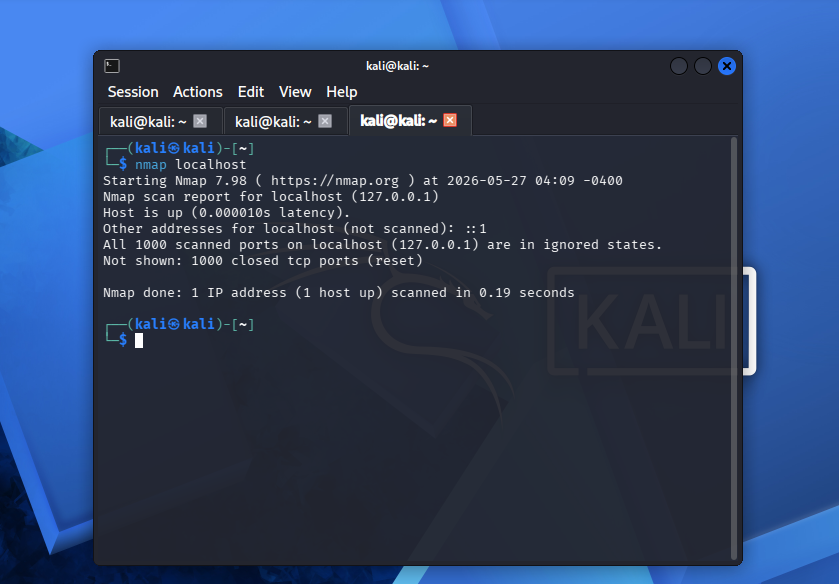 kali@kali: ~
Session Actions Edit View Help
kali@kali: ~ kali@kali: ~ kali@kali: ~
┌──(kali㉿kali)-[~]
└─$ nmap localhost
Starting Nmap 7.98 ( https://nmap.org ) at 2026-05-27 04:09 -0400
Nmap scan report for localhost (127.0.0.1)
Host is up (0.000010s latency).
Other addresses for localhost (not scanned): ::1
All 1000 scanned ports on localhost (127.0.0.1) are in ignored states.
Not shown: 1000 closed tcp ports (reset)
Nmap done: 1 IP address (1 host up) scanned in 0.19 seconds
┌──(kali㉿kali)-[~]
└─$
KALI